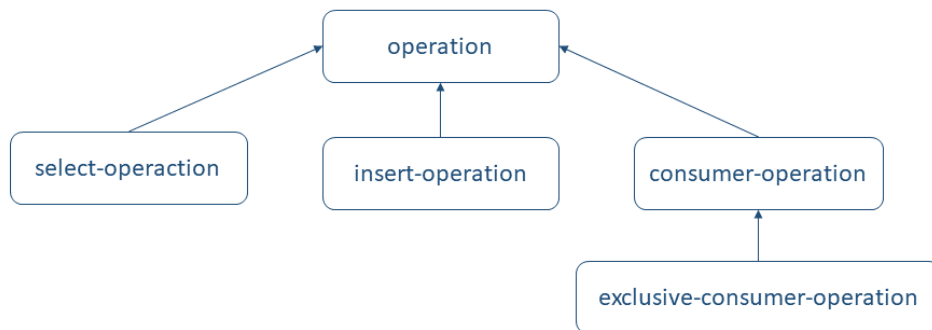 operation
select-operaction
insert-operation
consumer-operation
exclusive-consumer-operation